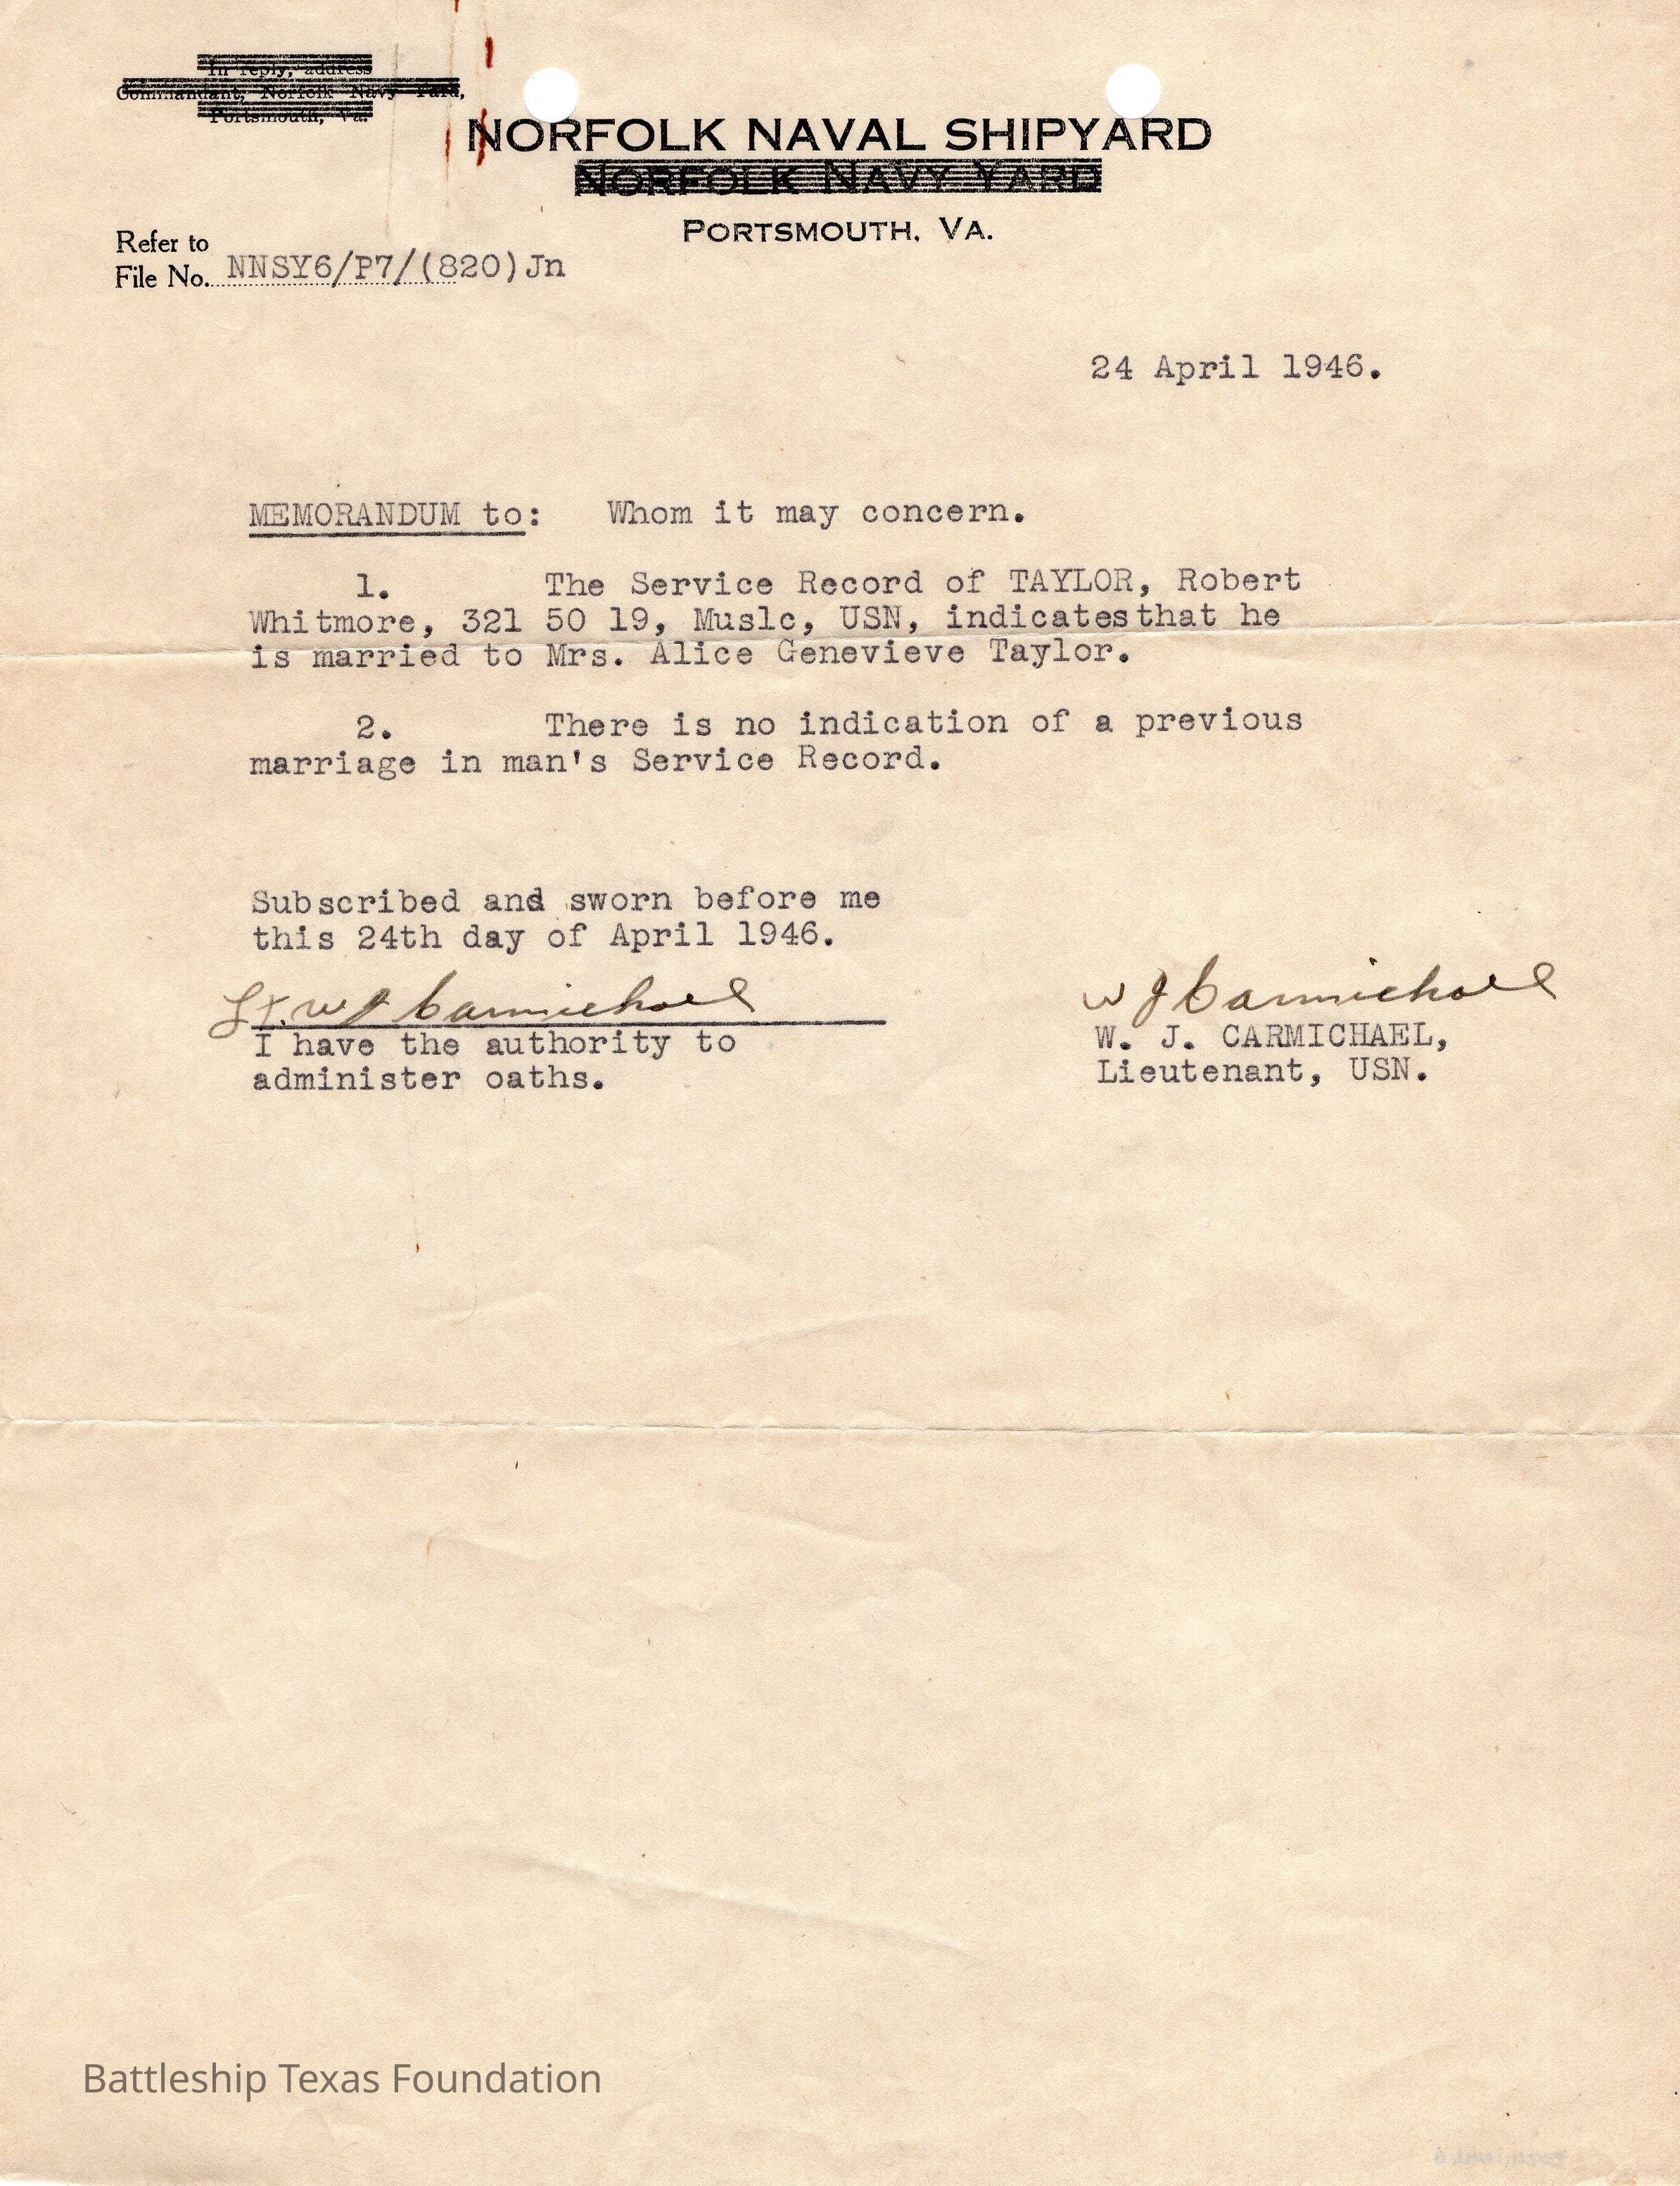 In reply, address
Commandant, Norfolk Navy Yard,
Portsmouth, Va.
NORFOLK NAVAL SHIPYARD
NORFOLK NAVY YARD
PORTSMOUTH, VA.
Refer to
File No. NNSY6/P7/(820)Jn
24 April 1946.
MEMORANDUM to: Whom it may concern.
1. The Service Record of TAYLOR, Robert
Whitmore, 321 50 19, Muslc, USN, indicatesthat he
is married to Mrs. Alice Genevieve Taylor.
2. There is no indication of a previous
marriage in man's Service Record.
Subscribed and sworn before me
this 24th day of April 1946.
Lt. W J Carmichael
I have the authority to
administer oaths.
W J Carmichael
W. J. CARMICHAEL,
Lieutenant, USN.
Battleship Texas Foundation